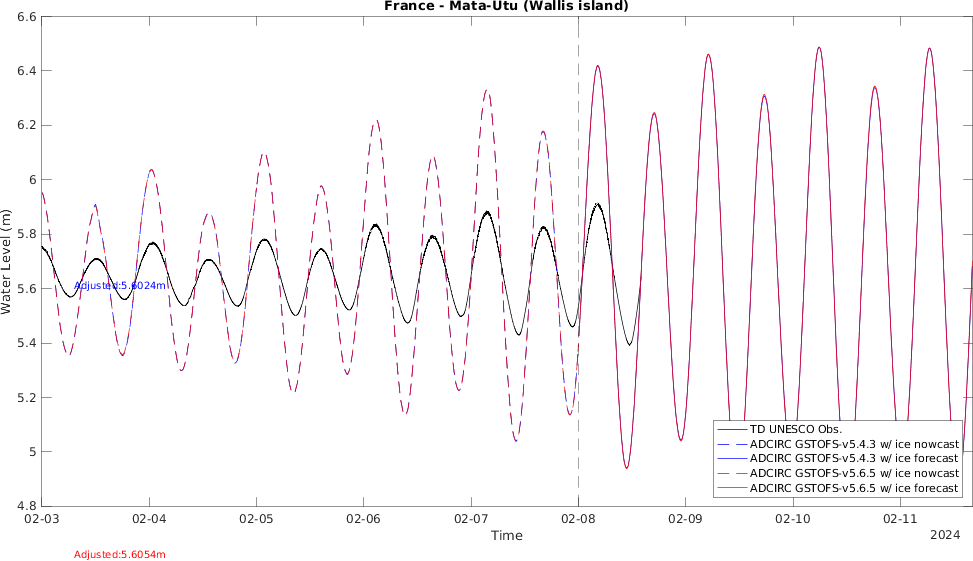 France - Mata-Utu (Wallis island)
6.6
6.4
6.2
6
5.8
5.6
5.4
5.2
5
4.8
Water Level (m)
Adjusted:5.6024m
TD UNESCO Obs.
ADCIRC GSTOFS-v5.4.3 w/ ice nowcast
ADCIRC GSTOFS-v5.4.3 w/ ice forecast
ADCIRC GSTOFS-v5.6.5 w/ ice nowcast
ADCIRC GSTOFS-v5.6.5 w/ ice forecast
02-03 02-04 02-05 02-06 02-07 02-08 02-09 02-10 02-11
Time
2024
Adjusted:5.6054m